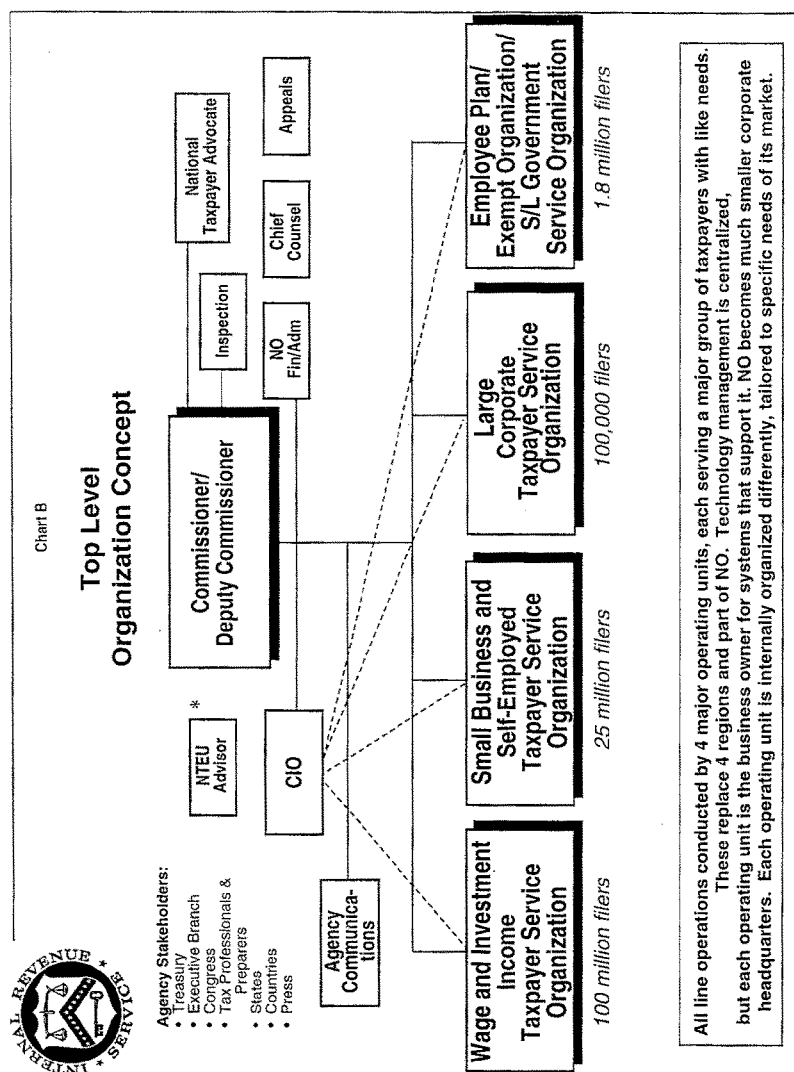 Chart B
Top Level
Organization Concept
INTERNAL REVENUE
SERVICE
Agency Stakeholders:
• Treasury
• Executive Branch
• Congress
• Tax Professionals &
Preparers
• States
• Countries
• Press
NTEU
Advisor
*
Commissioner/
Deputy Commissioner
National
Taxpayer Advocate
Inspection
CIO
NO
Fin/Adm
Chief
Counsel
Appeals
Agency
Communica-
tions
Wage and Investment
Income
Taxpayer Service
Organization
100 million filers
Small Business and
Self-Employed
Taxpayer Service
Organization
25 million filers
Large
Corporate
Taxpayer Service
Organization
100,000 filers
Employee Plan/
Exempt Organization/
S/L Government
Service Organization
1.8 million filers
All line operations conducted by 4 major operating units, each serving a major group of taxpayers with like needs.
These replace 4 regions and part of NO. Technology management is centralized,
but each operating unit is the business owner for systems that support it. NO becomes much smaller corporate
headquarters. Each operating unit is internally organized differently, tailored to specific needs of its market.